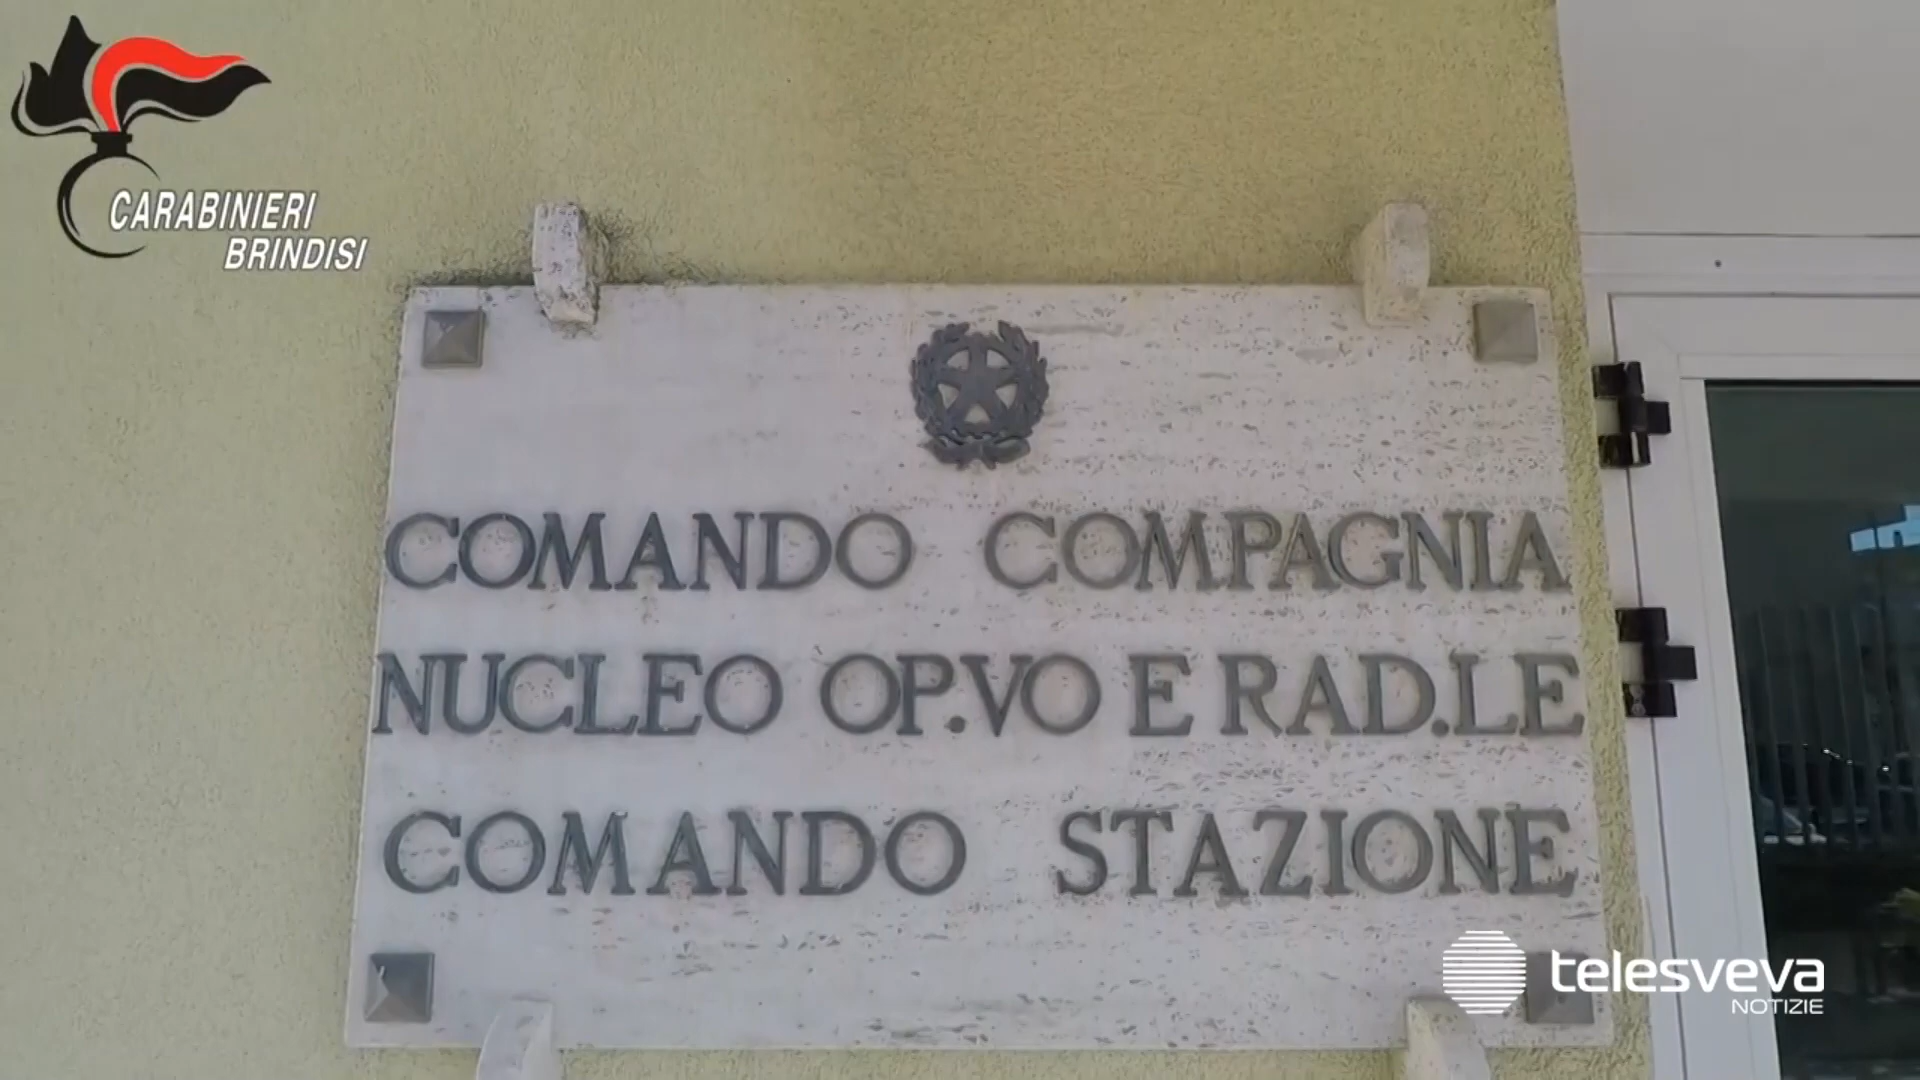 CARABINIERI
BRINDISI
COMANDO COMPAGNIA
NUCLEO OP.VO E RAD.LE
COMANDO STAZIONE
telesveva
NOTIZIE